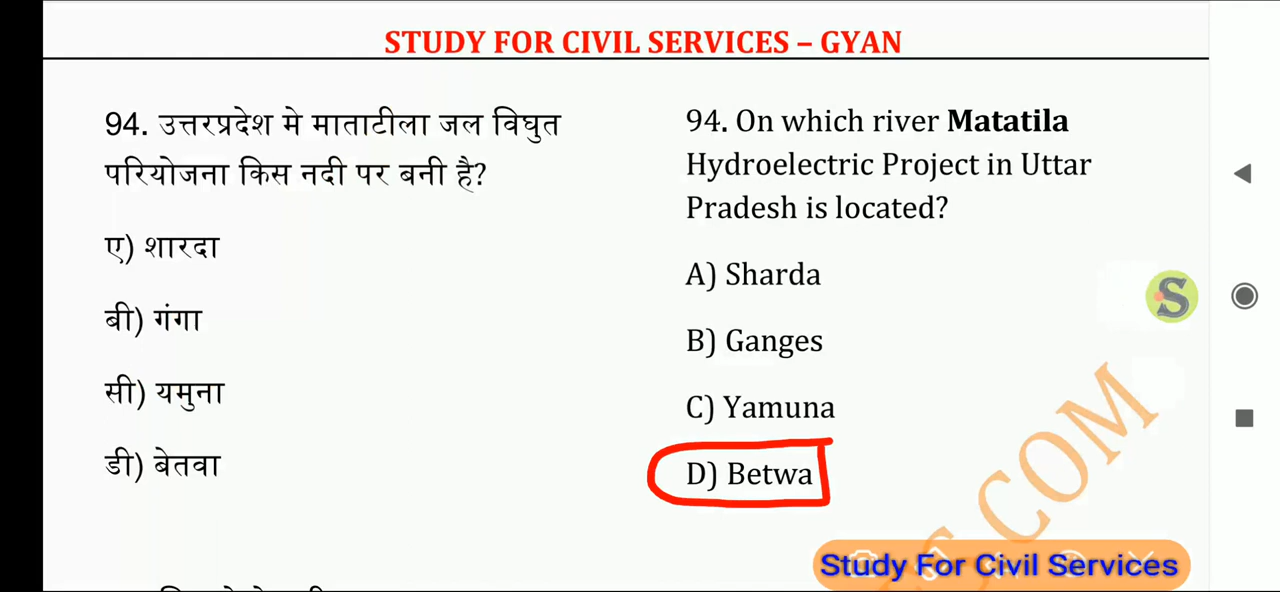 STUDY FOR CIVIL SERVICES – GYAN
94. उत्तरप्रदेश मे माताटीला जल विघुत
परियोजना किस नदी पर बनी है?
ए) शारदा
बी) गंगा
सी) यमुना
डी) बेतवा
94. On which river Matatila
Hydroelectric Project in Uttar
Pradesh is located?
A) Sharda
B) Ganges
C) Yamuna
D) Betwa
S
.COM
Study For Civil Services